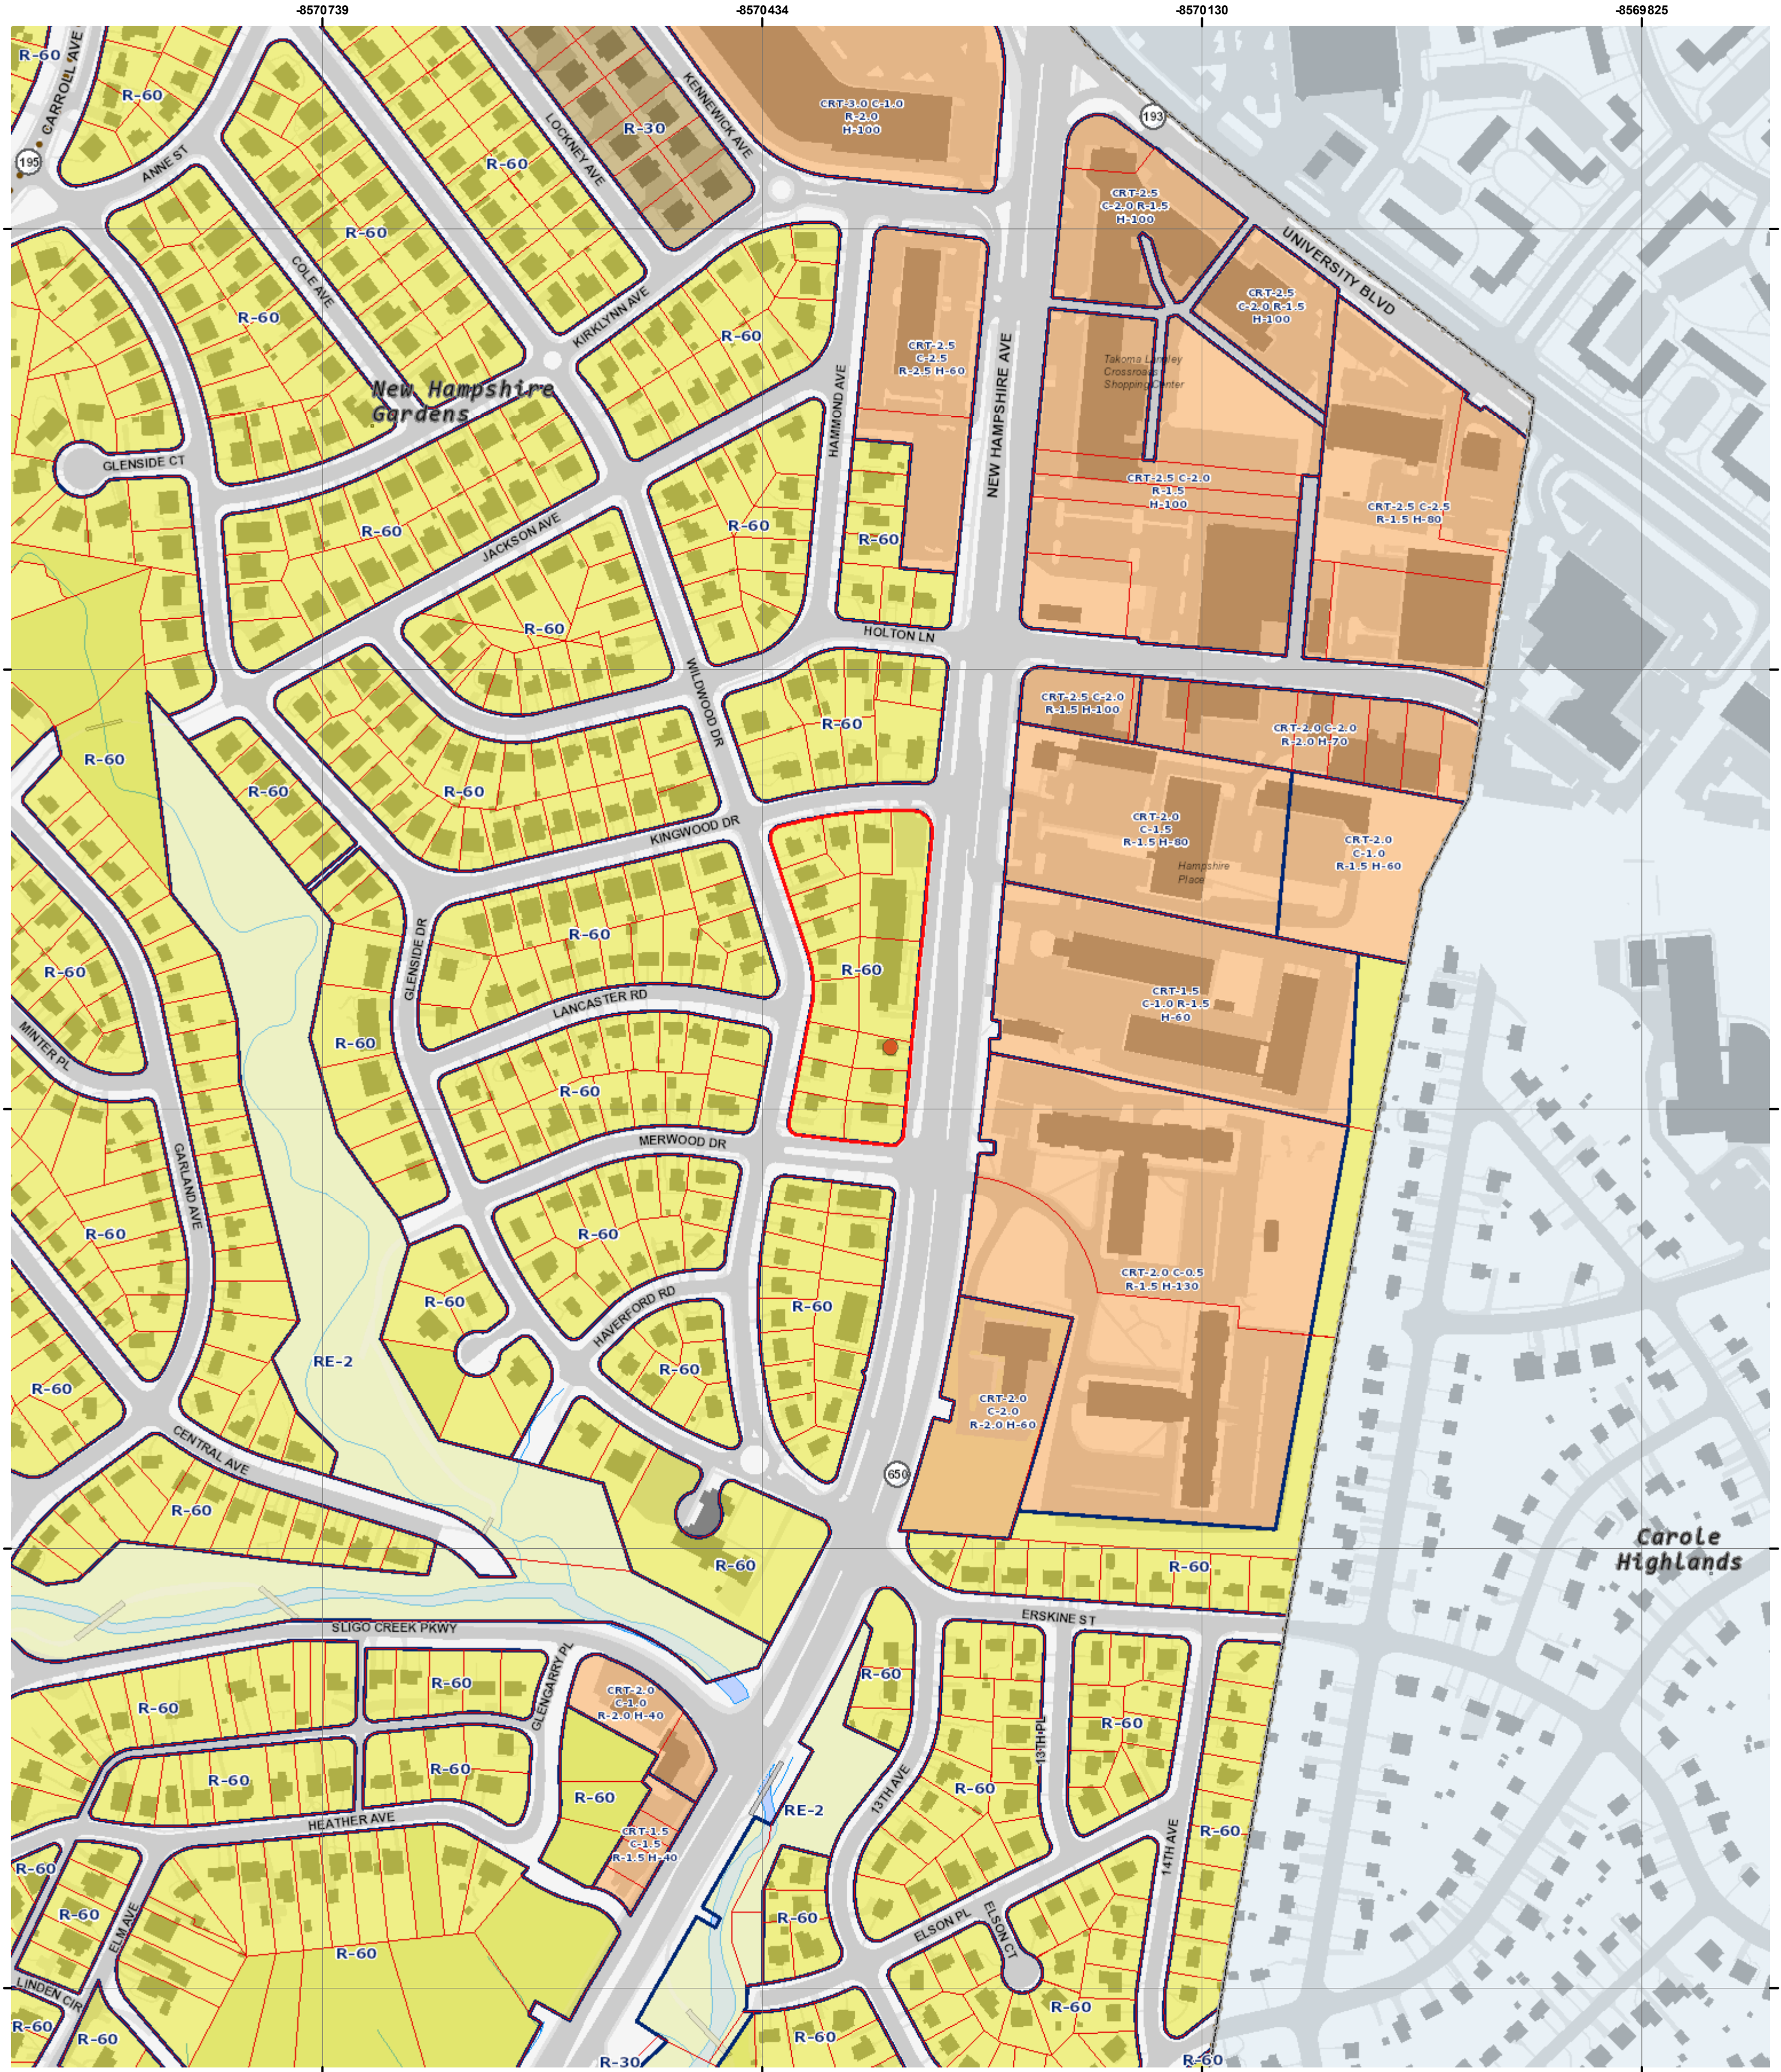 -8570739
-8570434
-8570130
-8569825
R-60
CARROLL AVE
R-60
195
ANNE ST
R-60
LOCKNEY AVE
R-30
KENNEWICK AVE
CRT-3.0 C-1.0
R-2.0
H-100
193
CRT-2.5
C-2.0 R-1.5
H-100
UNIVERSITY BLVD
R-60
COLE AVE
R-60
KIRKLYNN AVE
R-60
CRT-2.5
C-2.0 R-1.5
H-100
CRT-2.5
C-2.5
R-2.5 H-60
NEW HAMPSHIRE AVE
Takoma Langley
Crossroads
Shopping Center
New Hampshire
Gardens
HAMMOND AVE
GLENSIDE CT
R-60
JACKSON AVE
R-60
R-60
CRT-2.5 C-2.0
R-1.5
H-100
CRT-2.5 C-2.5
R-1.5 H-80
R-60
HOLTON LN
WILDWOOD DR
CRT-2.5 C-2.0
R-1.5 H-100
CRT-2.0 C-2.0
R-2.0 H-70
R-60
R-60
R-60
R-60
KINGWOOD DR
CRT-2.0
C-1.5
R-1.5 H-80
Hampshire
Place
CRT-2.0
C-1.0
R-1.5 H-60
R-60
GLENSIDE DR
R-60
R-60
LANCASTER RD
CRT-1.5
C-1.0 R-1.5
H-60
MINTER PL
R-60
R-60
MERWOOD DR
GARLAND AVE
R-60
R-60
HAVERFORD RD
R-60
R-60
CRT-2.0 C-0.5
R-1.5 H-130
RE-2
R-60
R-60
CRT-2.0
C-2.0
R-2.0 H-60
CENTRAL AVE
650
R-60
R-60
R-60
Carole
Highlands
ERSKINE ST
SLIGO CREEK PKWY
GLENGARRY PL
R-60
R-60
CRT-2.0
C-1.0
R-2.0 H-40
R-60
13TH PL
R-60
R-60
R-60
R-60
RE-2
13TH AVE
R-60
HEATHER AVE
CRT-1.5
C-1.5
R-1.5 H-40
14TH AVE
R-60
R-60
R-60
ELM AVE
R-60
R-60
ELSON PL
ELSON CT
LINDEN CIR
R-60
R-60
R-60
R-60
R-30
R-60